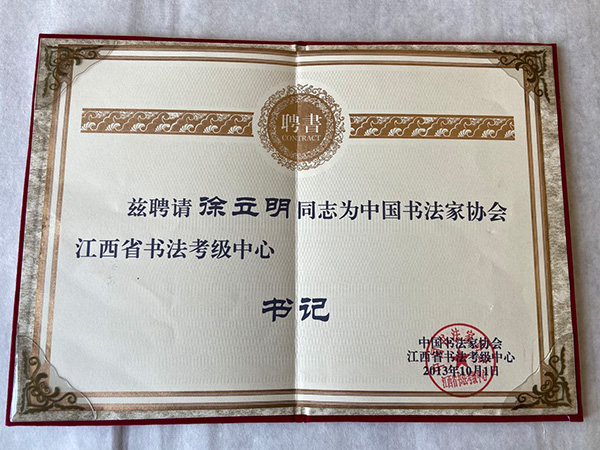 聘書
CONTRACT
兹聘请 徐立明 同志为中国书法家协会
江西省书法考级中心
书记
中国书法家协会
江西省书法考级中心
2013年10月1日